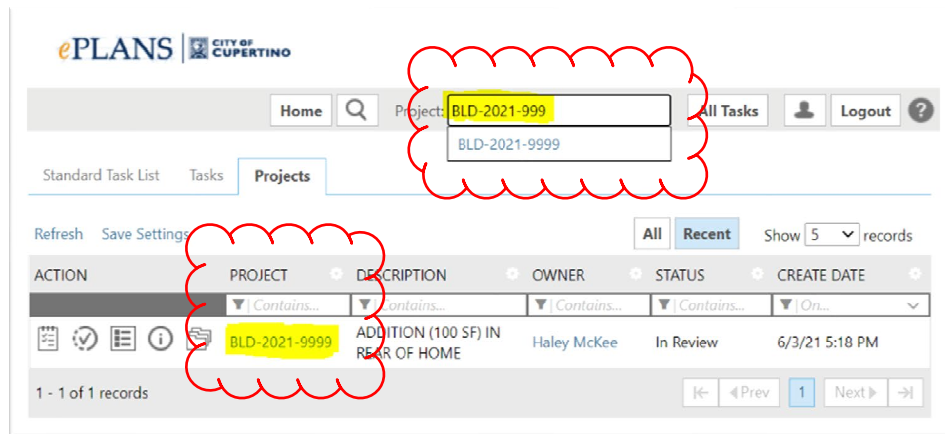 ePLANS CITY OF CUPERTINO
Home Project: BLD-2021-999 All Tasks Logout ?
BLD-2021-9999
Standard Task List Tasks Projects
Refresh Save Settings All Recent Show 5 records
ACTION PROJECT DESCRIPTION OWNER STATUS CREATE DATE
Contains... Contains... Contains... Contains... On...
BLD-2021-9999 ADDITION (100 SF) IN REAR OF HOME Haley McKee In Review 6/3/21 5:18 PM
1 - 1 of 1 records Prev 1 Next